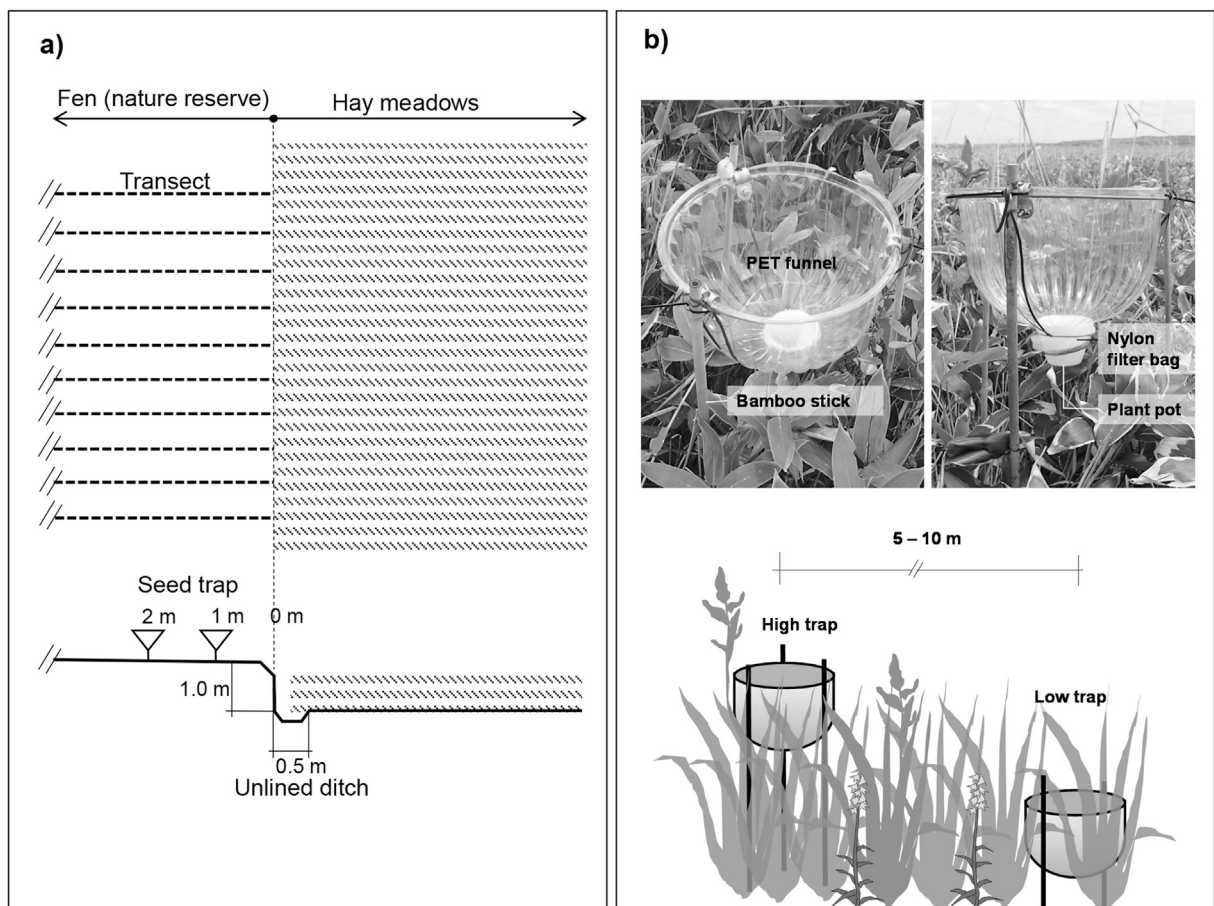 a)
Fen (nature reserve)
Hay meadows
Transect
Seed trap
2 m
1 m
0 m
1.0 m
0.5 m
Unlined ditch
b)
PET funnel
Bamboo stick
Nylon
filter bag
Plant pot
5 – 10 m
High trap
Low trap